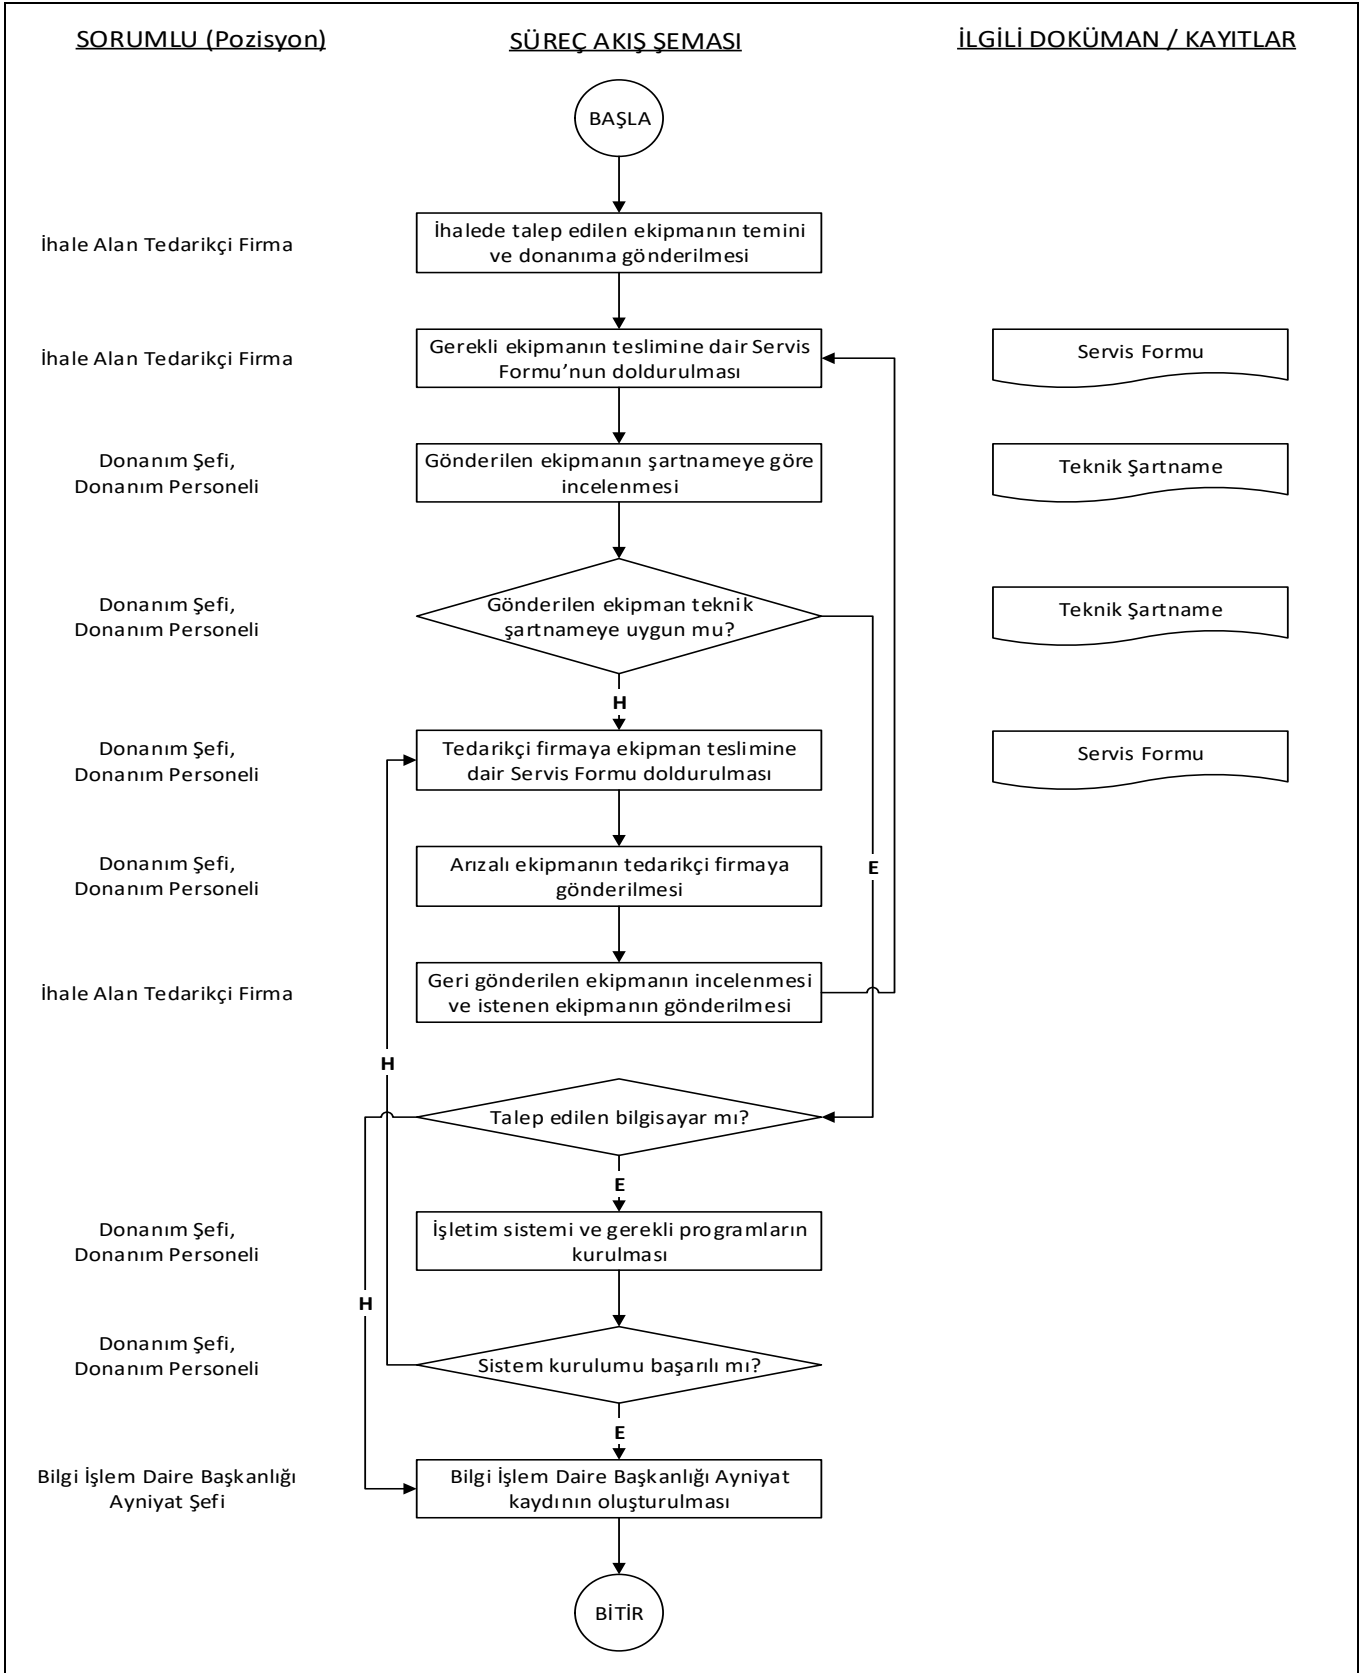 SORUMLU (Pozisyon)
SÜREÇ AKIŞ ŞEMASI
İLGİLİ DOKÜMAN / KAYITLAR
BAŞLA
İhale Alan Tedarikçi Firma
İhalede talep edilen ekipmanın temini
ve donanıma gönderilmesi
İhale Alan Tedarikçi Firma
Gerekli ekipmanın teslimine dair Servis
Formu’nun doldurulması
Servis Formu
Donanım Şefi,
Donanım Personeli
Gönderilen ekipmanın şartnameye göre
incelenmesi
Teknik Şartname
Donanım Şefi,
Donanım Personeli
Gönderilen ekipman teknik
şartnameye uygun mu?
Teknik Şartname
H
Donanım Şefi,
Donanım Personeli
Tedarikçi firmaya ekipman teslimine
dair Servis Formu doldurulması
Servis Formu
Donanım Şefi,
Donanım Personeli
Arızalı ekipmanın tedarikçi firmaya
gönderilmesi
E
İhale Alan Tedarikçi Firma
Geri gönderilen ekipmanın incelenmesi
ve istenen ekipmanın gönderilmesi
H
Talep edilen bilgisayar mı?
E
Donanım Şefi,
Donanım Personeli
İşletim sistemi ve gerekli programların
kurulması
H
Donanım Şefi,
Donanım Personeli
Sistem kurulumu başarılı mı?
E
Bilgi İşlem Daire Başkanlığı
Ayniyat Şefi
Bilgi İşlem Daire Başkanlığı Ayniyat
kaydının oluşturulması
BİTİR